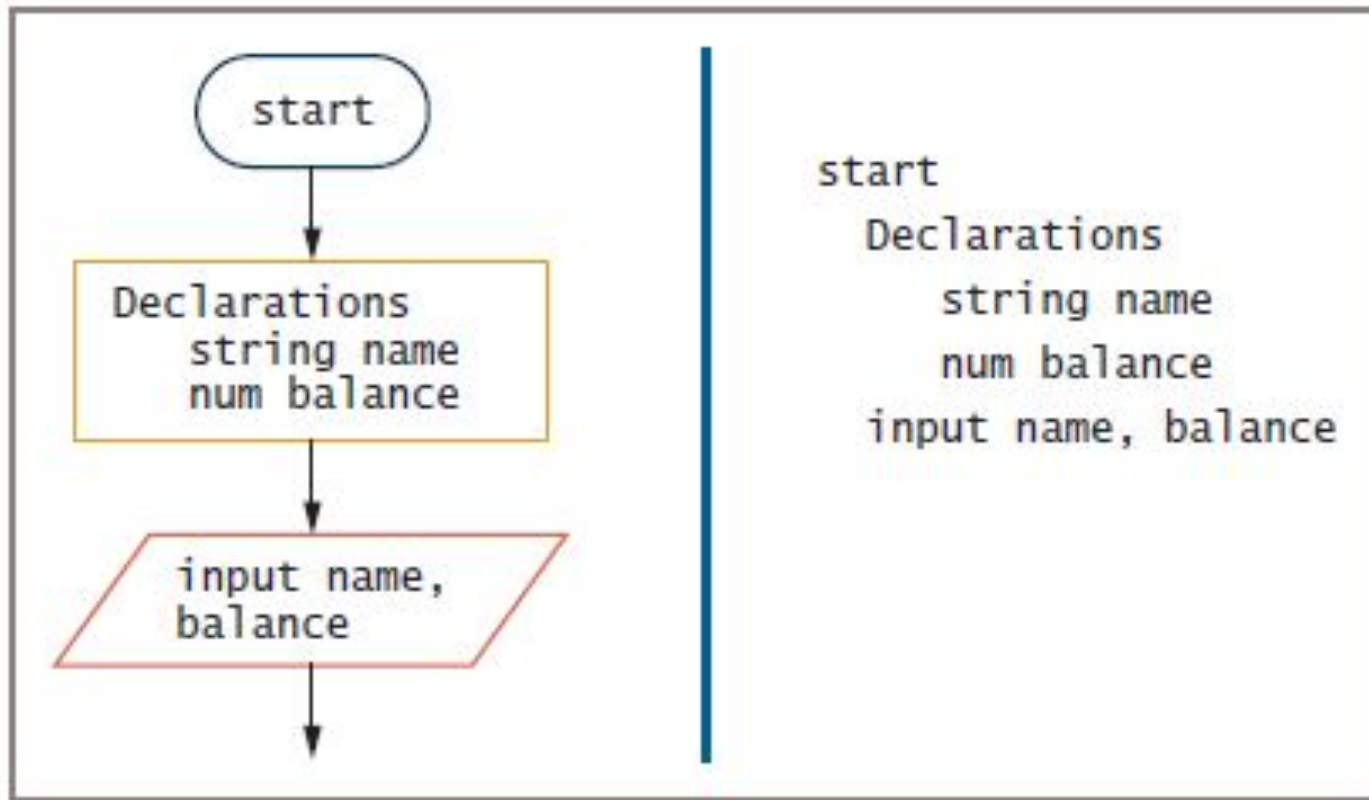 start
Declarations
string name
num balance
input name,
balance
start
Declarations
string name
num balance
input name, balance